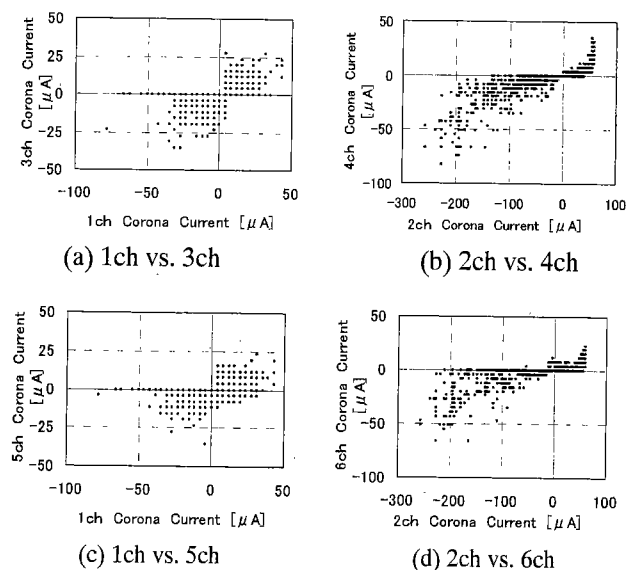 50
25
0
-25
-50
3ch Corona Current
[μA]
-100 -50 0 50
1ch Corona Current [μA]
(a) 1ch vs. 3ch
50
0
-50
-100
4ch Corona Current
[μA]
-300 -200 -100 0 100
2ch Corona Current [μA]
(b) 2ch vs. 4ch
50
25
0
-25
-50
5ch Corona Current
[μA]
-100 -50 0 50
1ch Corona Current [μA]
(c) 1ch vs. 5ch
50
0
-50
-100
6ch Corona Current
[μA]
-300 -200 -100 0 100
2ch Corona Current [μA]
(d) 2ch vs. 6ch